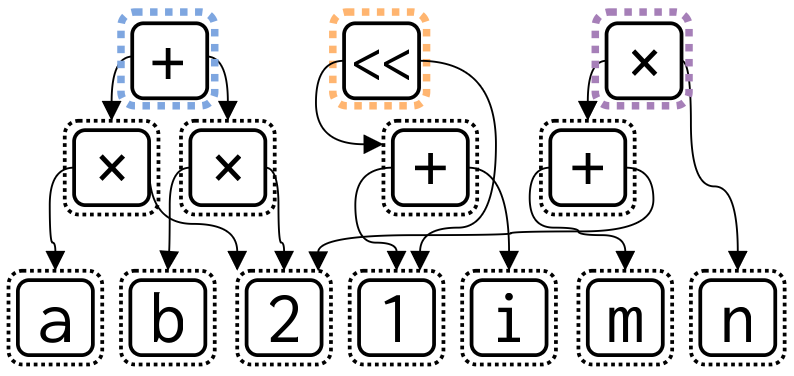 + << ×
× × + +
a b 2 1 i m n